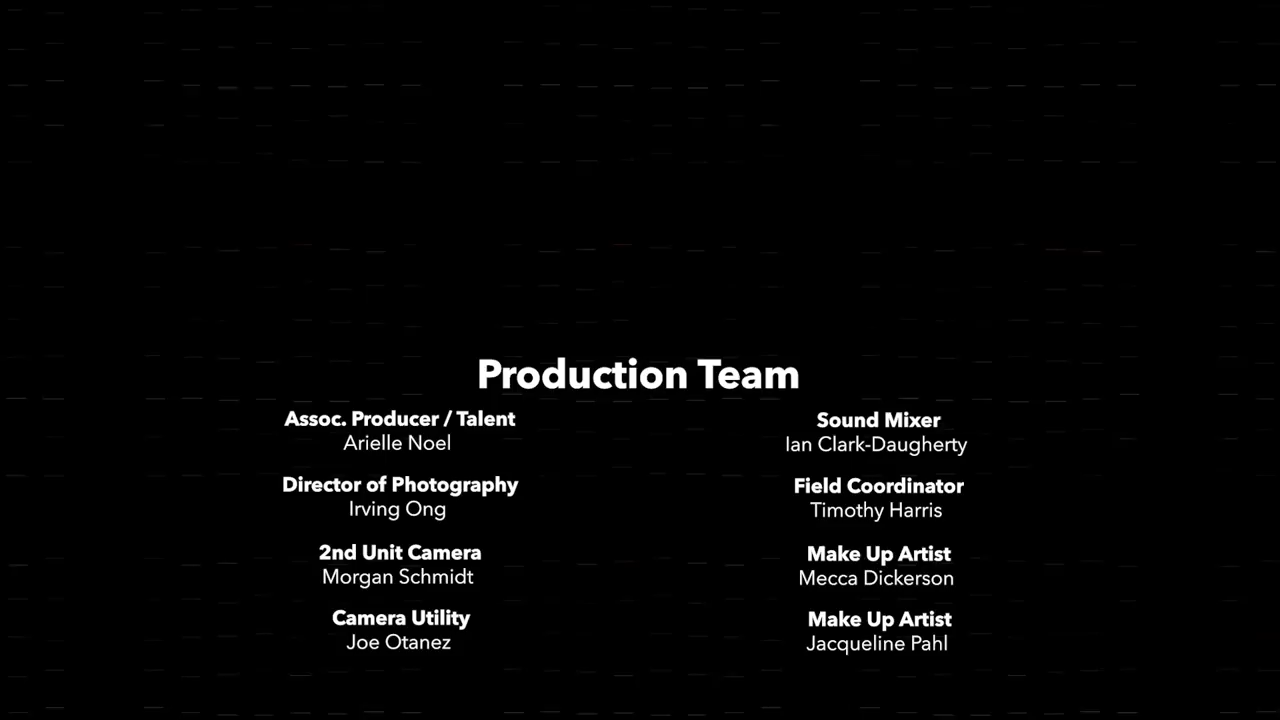 Production Team
Assoc. Producer / Talent
Arielle Noel
Director of Photography
Irving Ong
2nd Unit Camera
Morgan Schmidt
Camera Utility
Joe Otanez
Sound Mixer
Ian Clark-Daugherty
Field Coordinator
Timothy Harris
Make Up Artist
Mecca Dickerson
Make Up Artist
Jacqueline Pahl